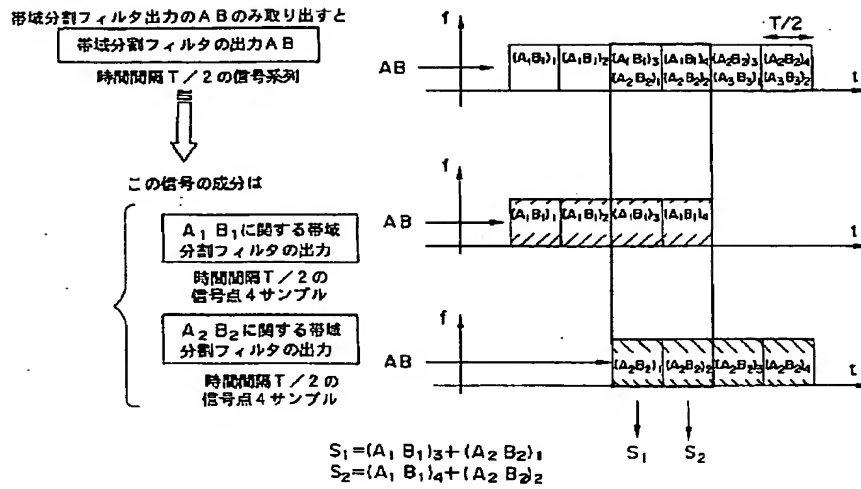 帯域分割フィルタ出力のＡＢのみ取り出すと
帯域分割フィルタの出力ＡＢ
時間間隔Ｔ／２の信号系列
この信号の成分は
Ａ₁Ｂ₁に関する帯域
分割フィルタの出力
時間間隔Ｔ／２の
信号点４サンプル
Ａ₂Ｂ₂に関する帯域
分割フィルタの出力
時間間隔Ｔ／２の
信号点４サンプル
f
T/2
AB
(A₁B₁)₁
(A₁B₁)₂
(A₁B₁)₃
(A₁B₁)₄
(A₂B₂)₃
(A₂B₂)₄
(A₂B₂)₁
(A₂B₂)₂
(A₃B₃)₁
(A₃B₃)₂
t
f
AB
(A₁B₁)₁
(A₁B₁)₂
(A₁B₁)₃
(A₁B₁)₄
t
f
AB
(A₂B₂)₁
(A₂B₂)₂
(A₂B₂)₃
(A₂B₂)₄
t
S₁
S₂
S₁=(A₁B₁)₃+(A₂B₂)₁
S₂=(A₁B₁)₄+(A₂B₂)₂